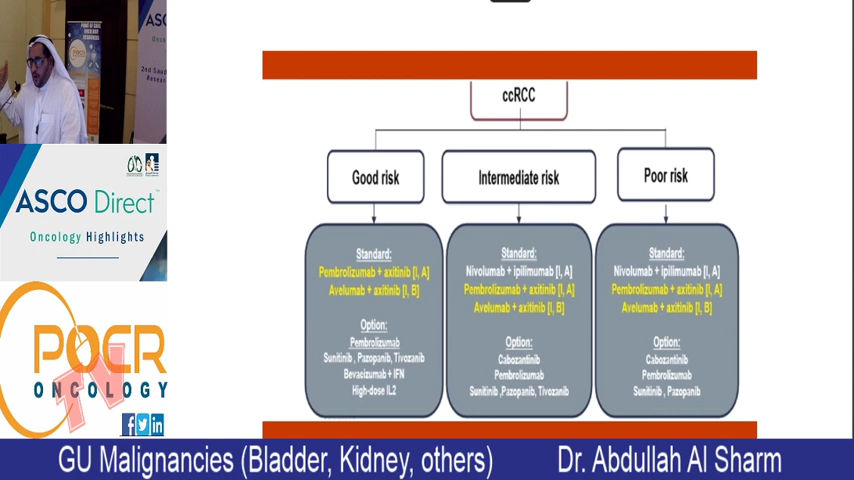 ASCO Direct™
Oncology Highlights
POCR
ONCOLOGY
TV
ccRCC
Good risk
Intermediate risk
Poor risk
Standard:
Pembrolizumab + axitinib [I, A]
Avelumab + axitinib [I, B]
Option:
Pembrolizumab
Sunitinib , Pazopanib, Tivozanib
Bevacizumab + IFN
High-dose IL2
Standard:
Nivolumab + ipilimumab [I, A]
Pembrolizumab + axitinib [I, A]
Avelumab + axitinib [I, B]
Option:
Cabozantinib
Pembrolizumab
Sunitinib ,Pazopanib, Tivozanib
Standard:
Nivolumab + ipilimumab [I, A]
Pembrolizumab + axitinib [I, A]
Avelumab + axitinib [I, B]
Option:
Cabozantinib
Pembrolizumab
Sunitinib , Pazopanib
GU Malignancies (Bladder, Kidney, others)
Dr. Abdullah Al Sharm